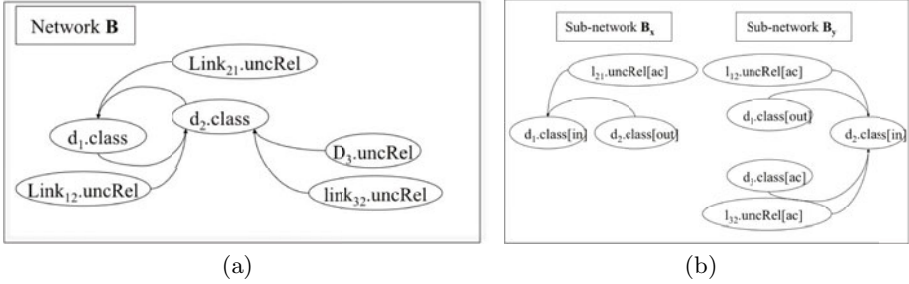 Network B
Link21.uncRel
d2.class
d1.class
D3.uncRel
Link12.uncRel
link32.uncRel
(a)
Sub-network Bx
Sub-network By
l21.uncRel[ac]
l12.uncRel[ac]
d1.class[out]
d1.class[in]
d2.class[out]
d2.class[in]
d3.class[ac]
l32.uncRel[ac]
(b)